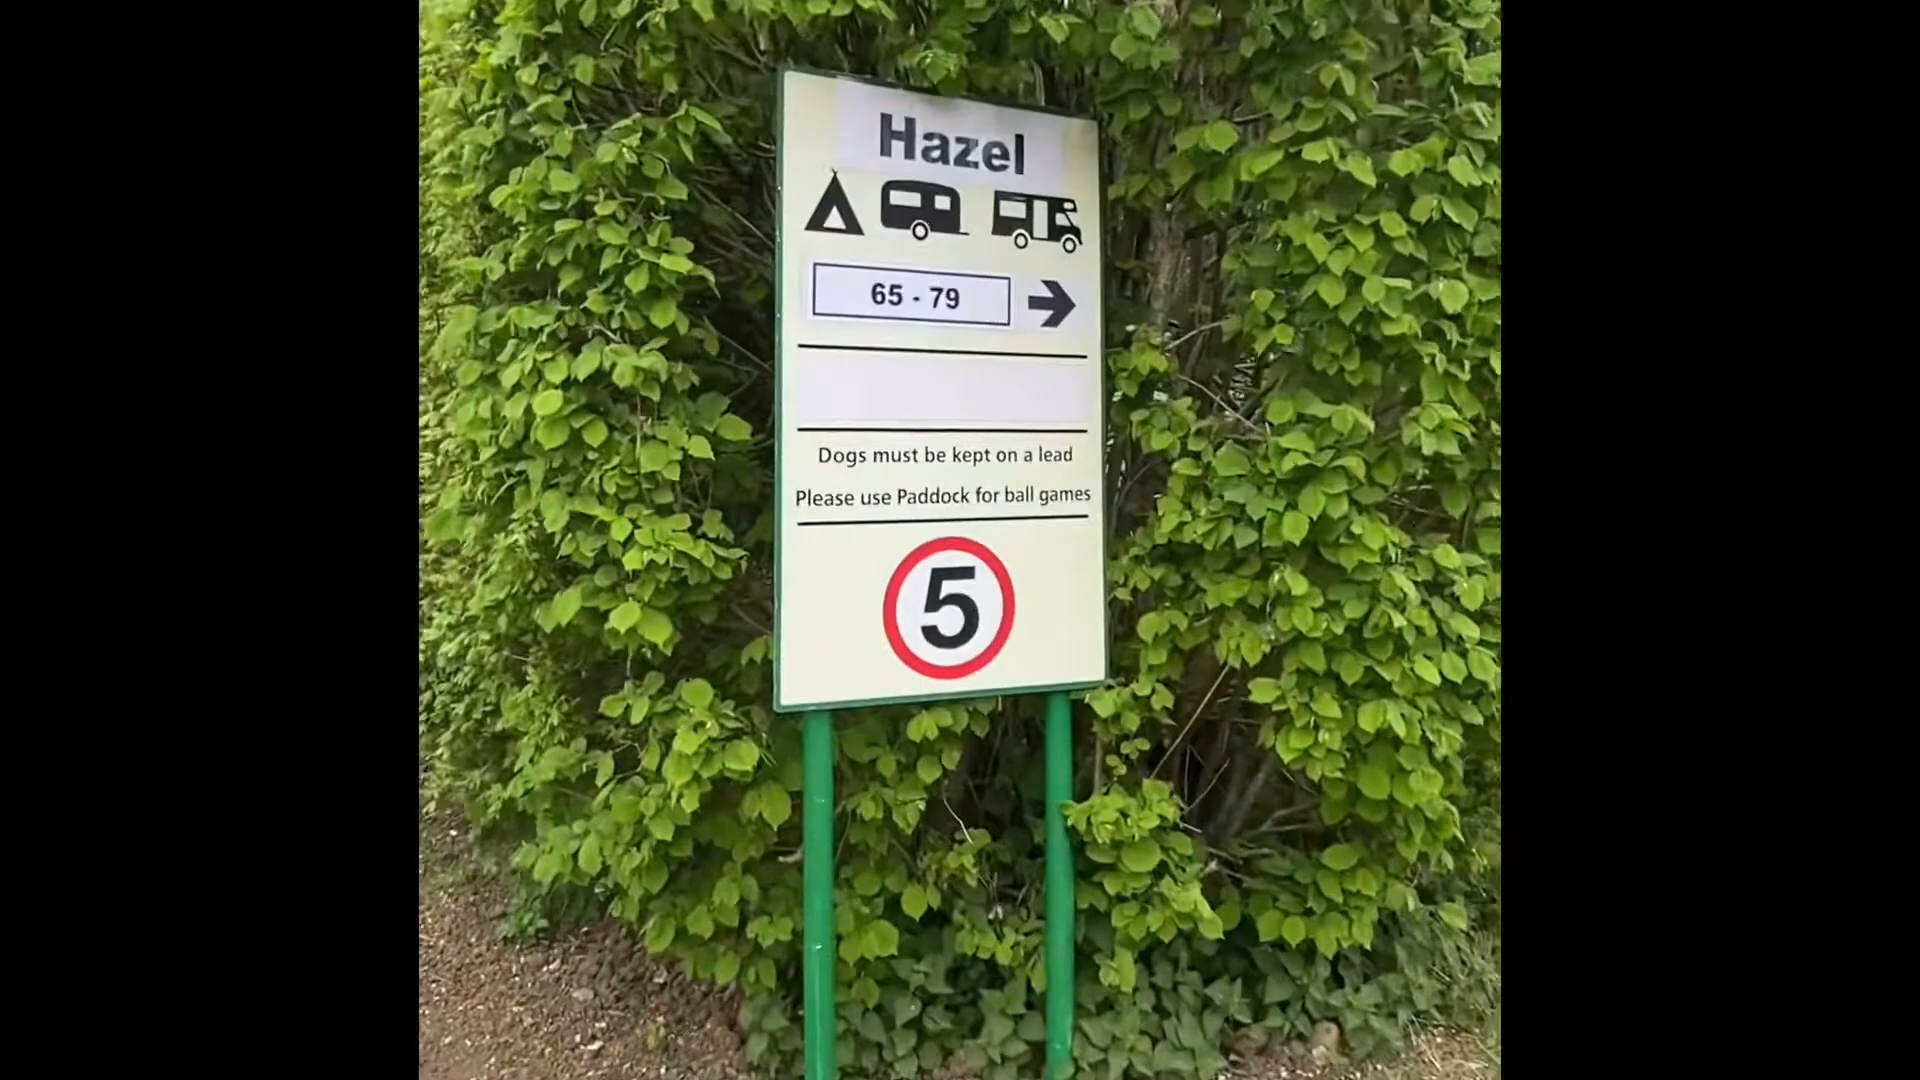 Hazel
65 - 79
Dogs must be kept on a lead
Please use Paddock for ball games
5